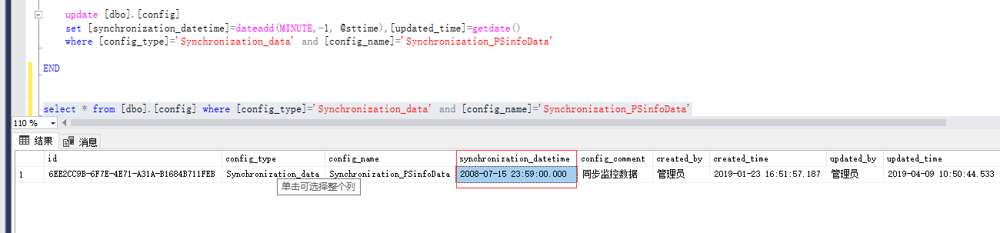 update [dbo].[config]
set [synchronization_datetime]=dateadd(MINUTE,-1, @sttime),[updated_time]=getdate()
where [config_type]='Synchronization_data' and [config_name]='Synchronization_PSinfoData'
END
select * from [dbo].[config] where [config_type]='Synchronization_data' and [config_name]='Synchronization_PSinfoData'
110 %
结果 消息
id config_type config_name synchronization_datetime config_comment created_by created_time updated_by updated_time
1 6EE2CC9B-6F7E-4E71-A31A-B1684B711FEB Synchronization_data Synchronization_PSinfoData 2008-07-15 23:59:00.000 同步监控数据 管理员 2019-01-23 16:51:57.187 管理员 2019-04-09 10:50:44.533
单击可选择整个列